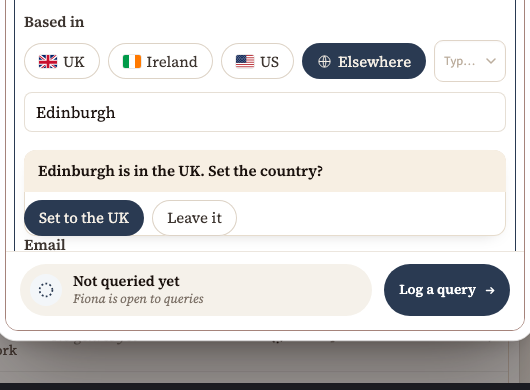 Based in
UK
Ireland
US
Elsewhere
Typ...
Edinburgh
Edinburgh is in the UK. Set the country?
Set to the UK
Leave it
Email
Not queried yet
Fiona is open to queries
Log a query →